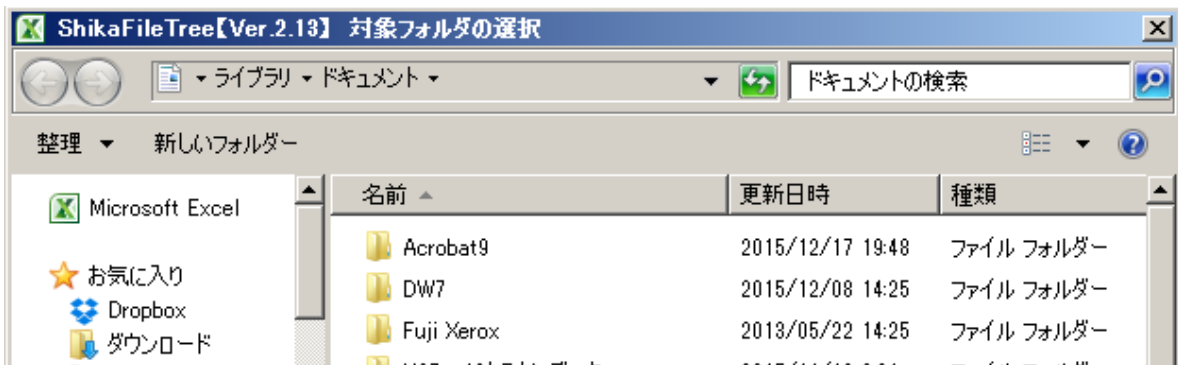 ShikaFileTree【Ver.2.13】 対象フォルダの選択
ライブラリ ドキュメント ドキュメントの検索
整理 新しいフォルダー
Microsoft Excel
お気に入り
Dropbox
ダウンロード
名前 更新日時 種類
Acrobat9 2015/12/17 19:48 ファイル フォルダー
DW7 2015/12/08 14:25 ファイル フォルダー
Fuji Xerox 2013/05/22 14:25 ファイル フォルダー